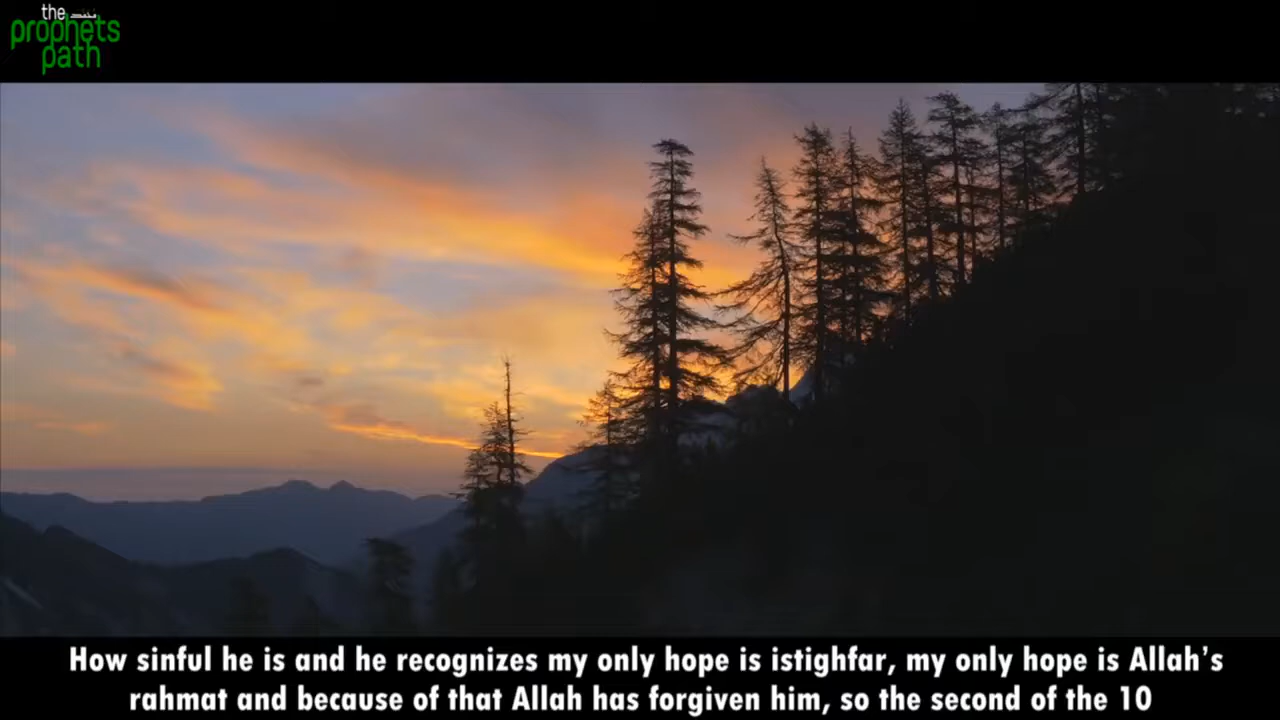 the محمد
prophets
path
How sinful he is and he recognizes my only hope is istighfar, my only hope is Allah’s
rahmat and because of that Allah has forgiven him, so the second of the 10